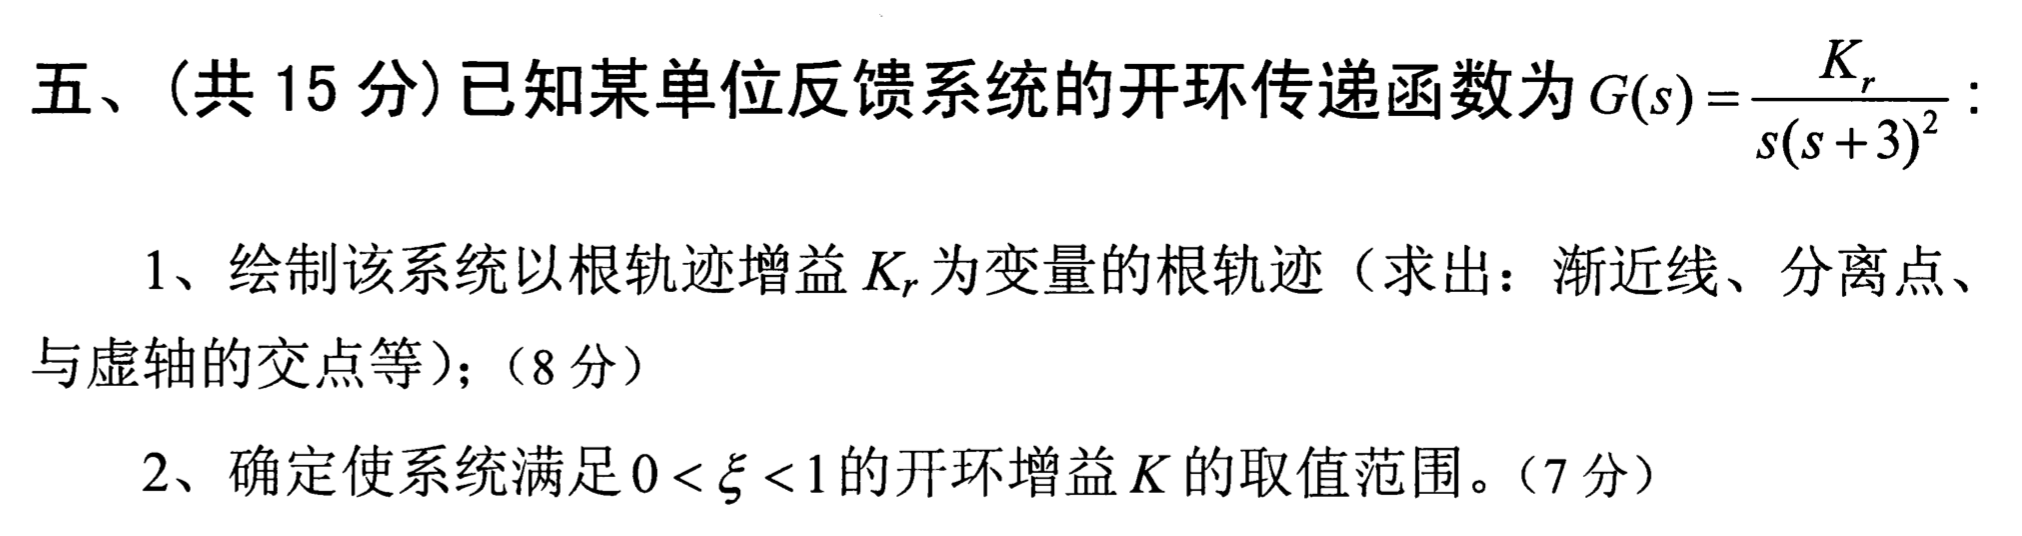 五、(共 15 分)已知某单位反馈系统的开环传递函数为 $G(s)=\frac{K_r}{s(s+3)^2}$：
1、绘制该系统以根轨迹增益 $K_r$ 为变量的根轨迹（求出：渐近线、分离点、
与虚轴的交点等）；（8 分）
2、确定使系统满足 $0<\xi<1$ 的开环增益 $K$ 的取值范围。（7 分）